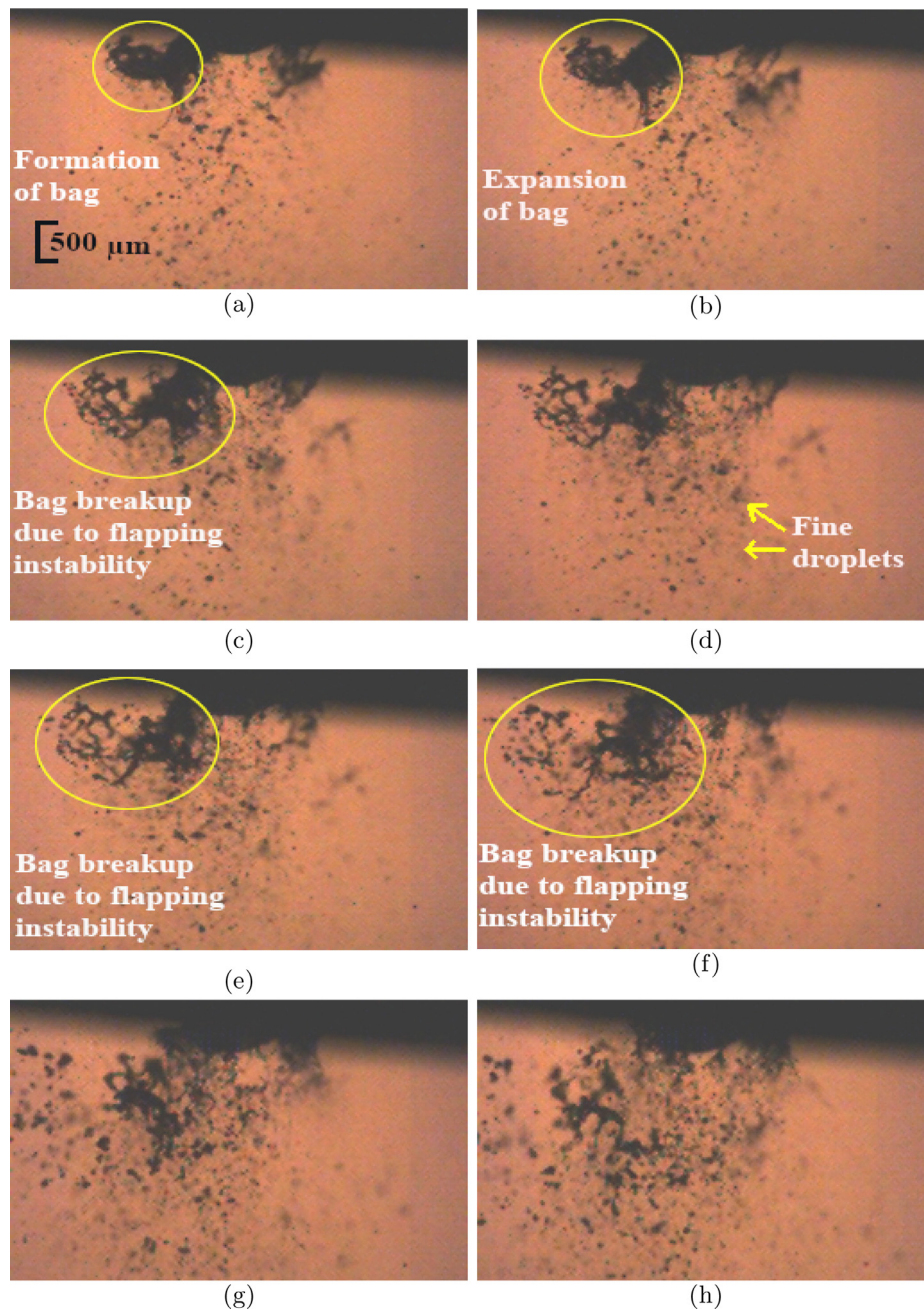 Formation
of bag
500 μm
(a)
Expansion
of bag
(b)
Bag breakup
due to flapping
instability
(c)
Fine
droplets
(d)
Bag breakup
due to flapping
instability
(e)
Bag breakup
due to flapping
instability
(f)
(g)
(h)